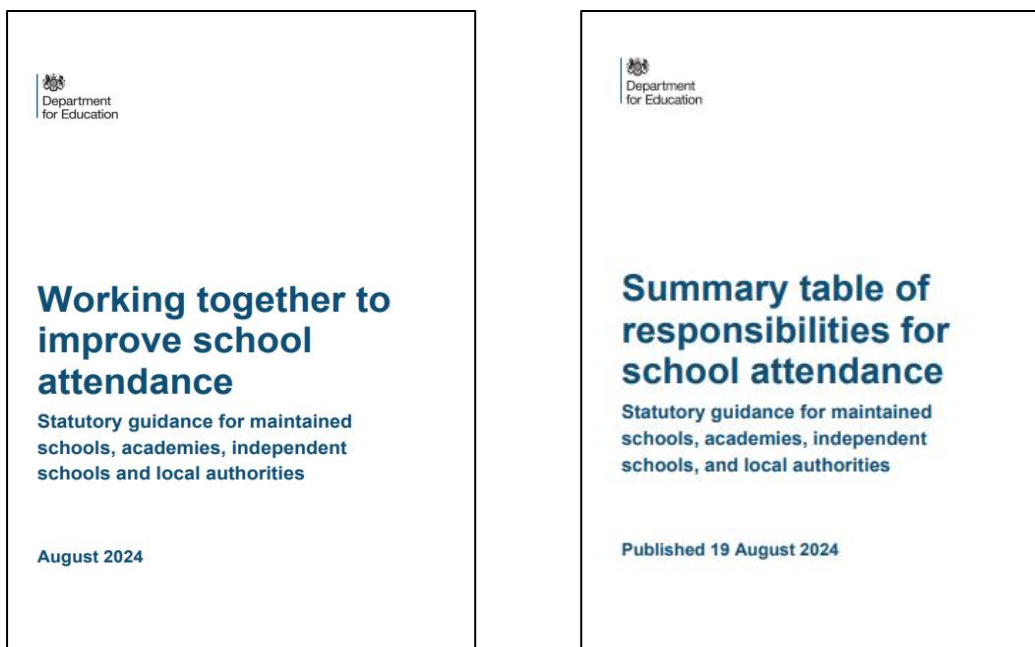 Department
for Education
Working together to
improve school
attendance
Statutory guidance for maintained
schools, academies, independent
schools and local authorities
August 2024
Department
for Education
Summary table of
responsibilities for
school attendance
Statutory guidance for maintained
schools, academies, independent
schools, and local authorities
Published 19 August 2024